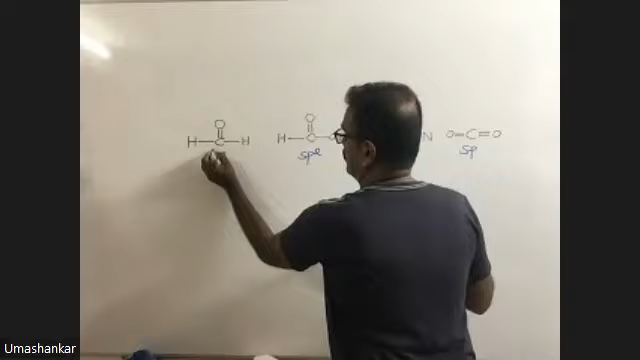 O O
H—C—H H—C— N O=C=O
sp² sp
Umashankar